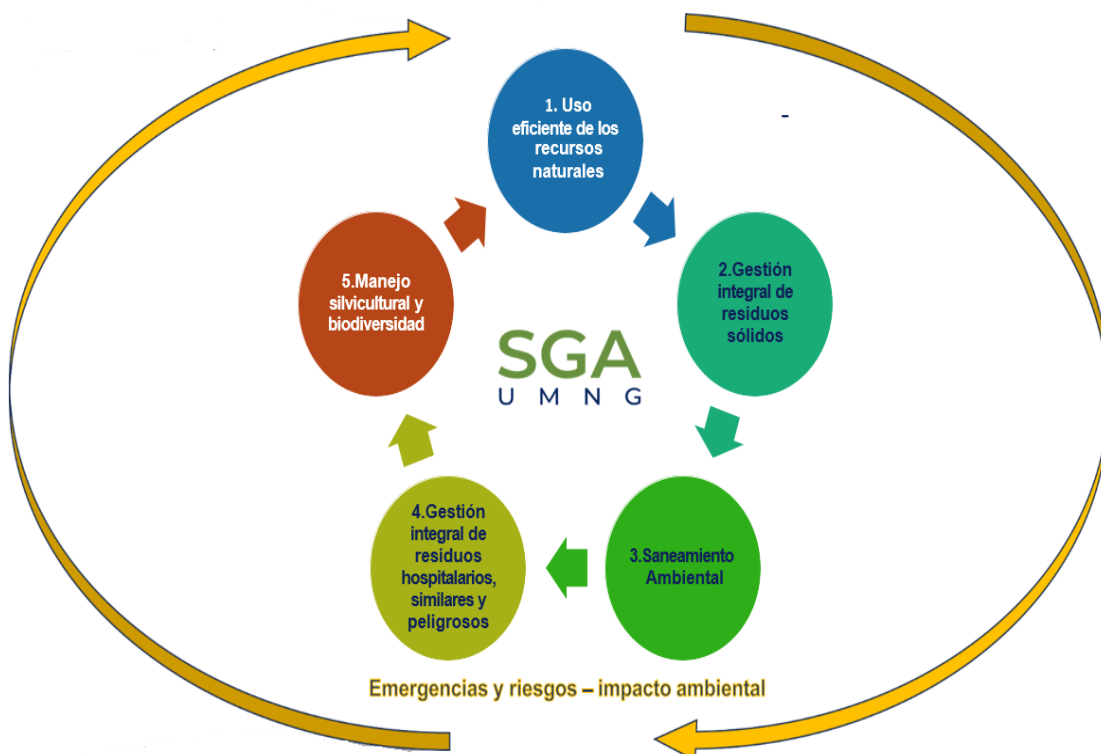 1. Uso
eficiente de los
recursos
naturales
2.Gestión
integral de
residuos
sólidos
3.Saneamiento
Ambiental
4.Gestión
integral de
residuos
hospitalarios,
similares y
peligrosos
5.Manejo
silvicultural y
biodiversidad
SGA
UMNG
Emergencias y riesgos – impacto ambiental
-